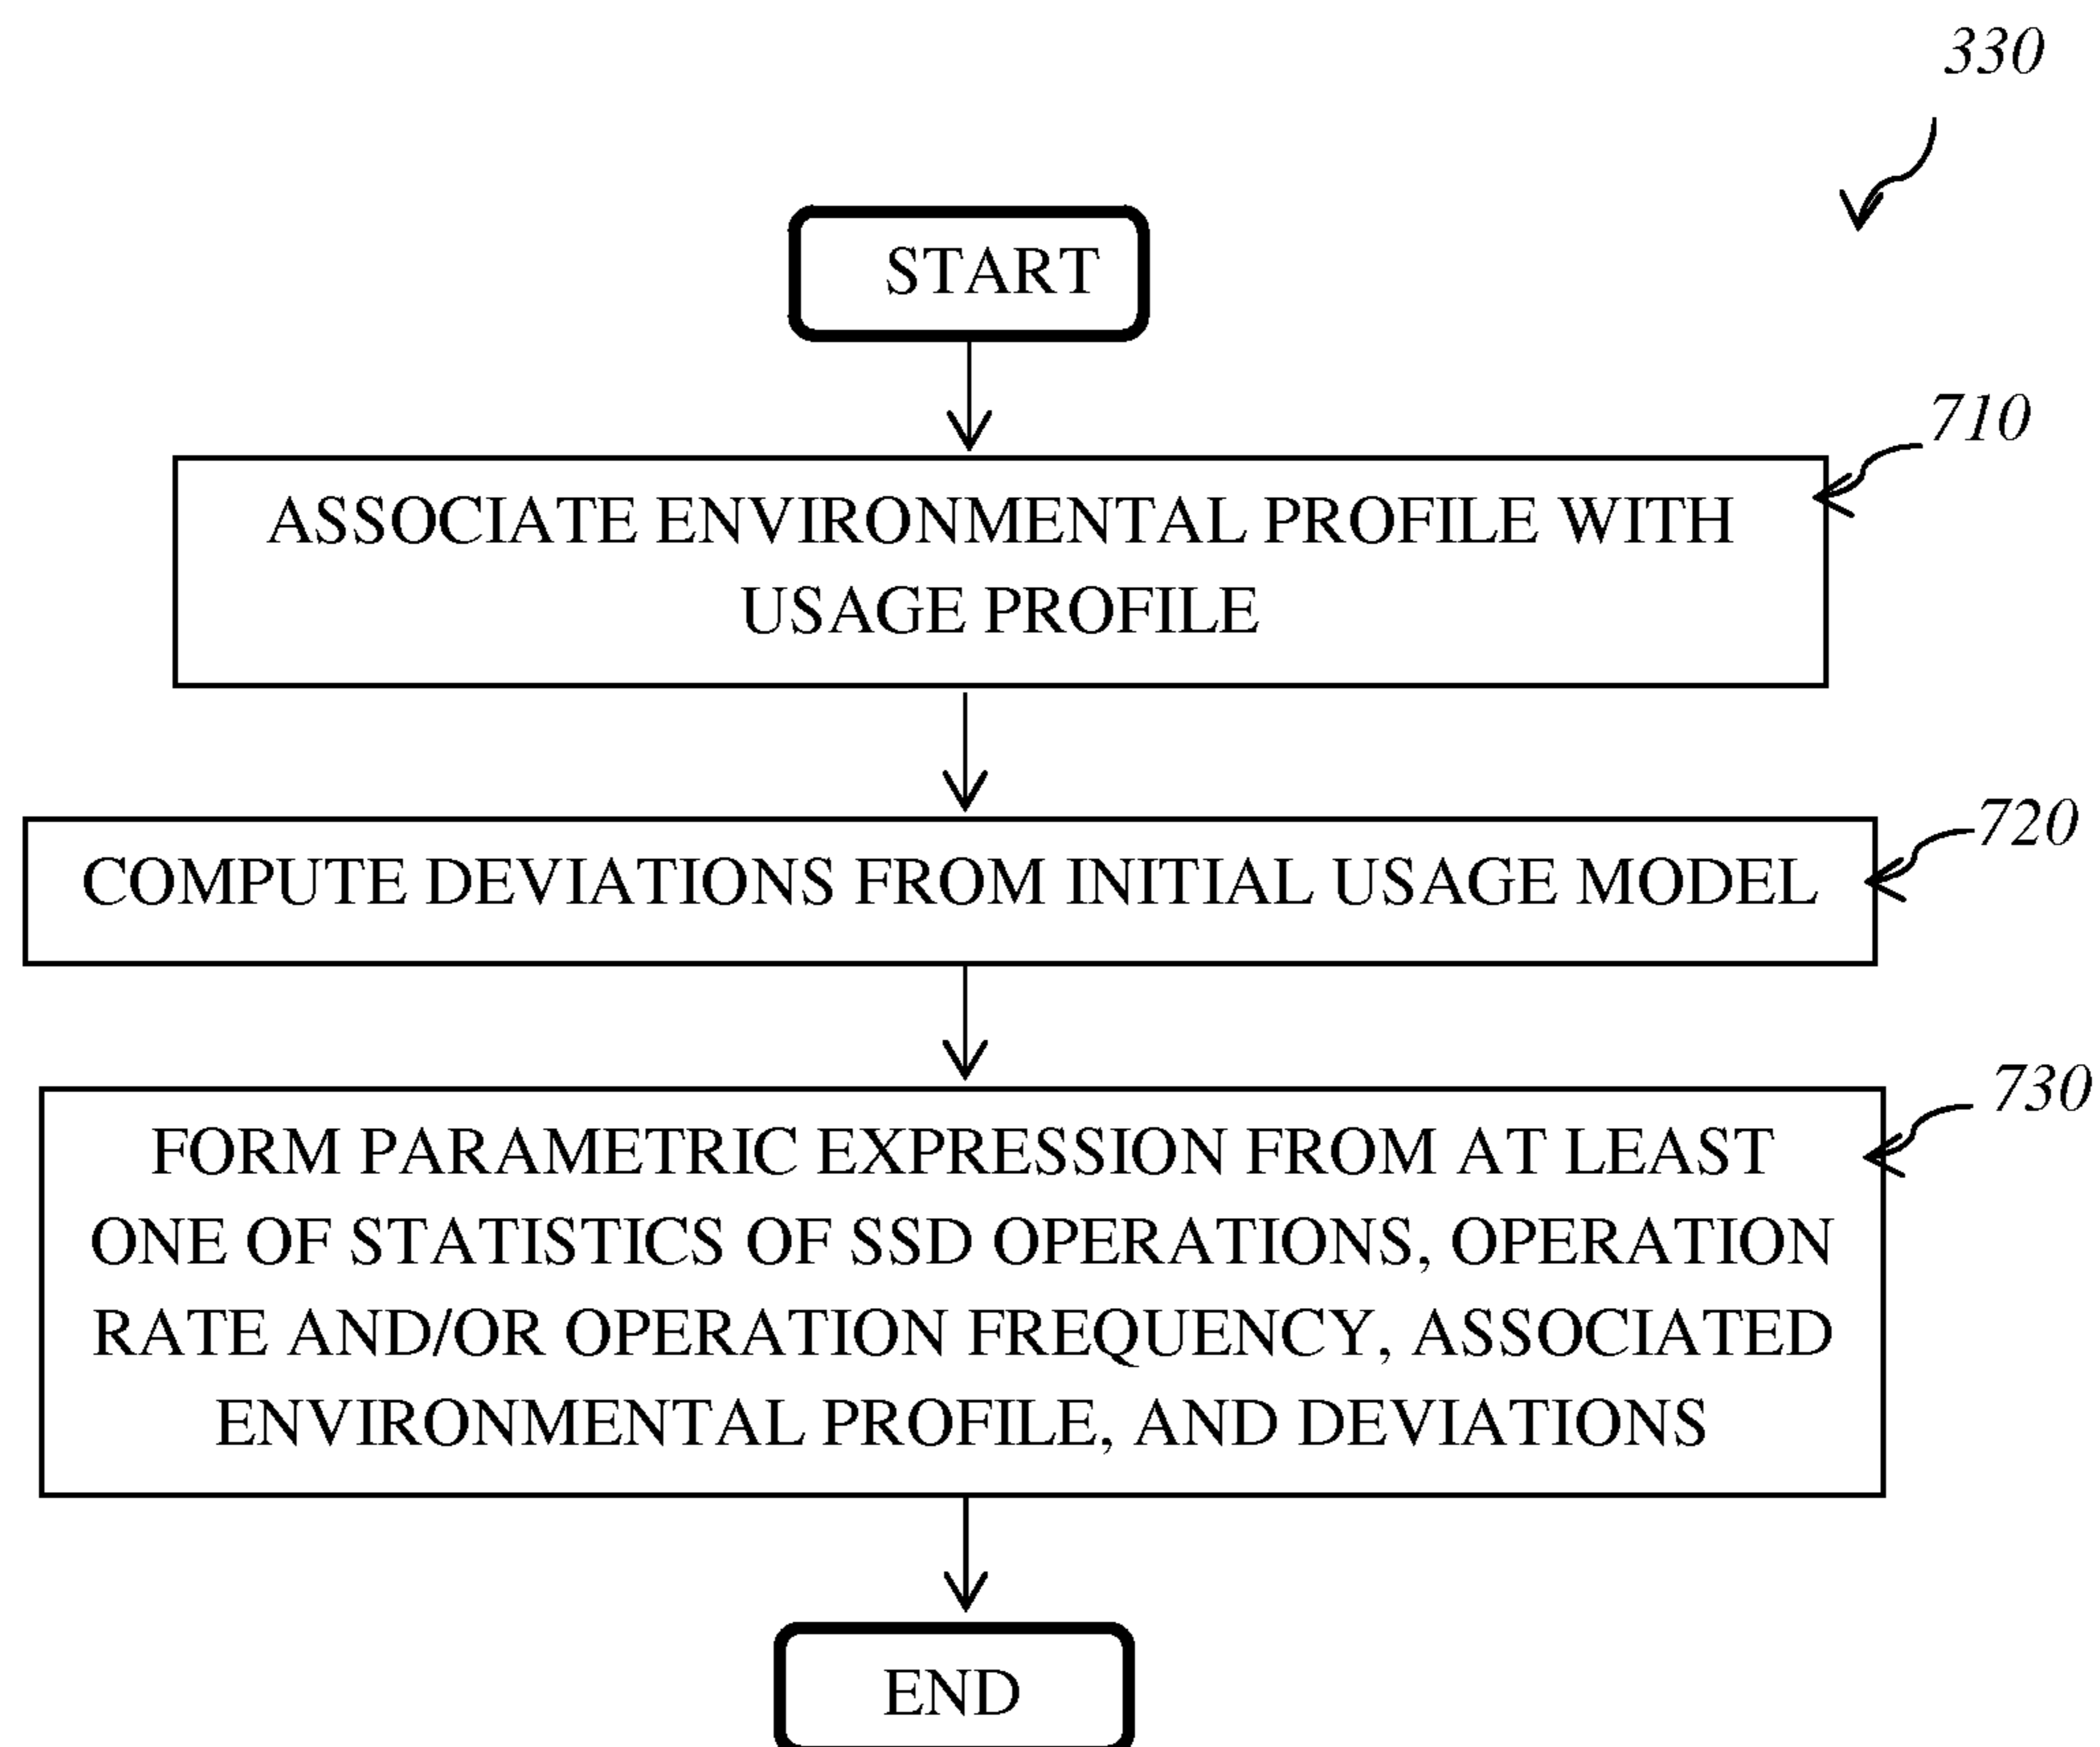 330
START
710
ASSOCIATE ENVIRONMENTAL PROFILE WITH
USAGE PROFILE
720
COMPUTE DEVIATIONS FROM INITIAL USAGE MODEL
730
FORM PARAMETRIC EXPRESSION FROM AT LEAST
ONE OF STATISTICS OF SSD OPERATIONS, OPERATION
RATE AND/OR OPERATION FREQUENCY, ASSOCIATED
ENVIRONMENTAL PROFILE, AND DEVIATIONS
END